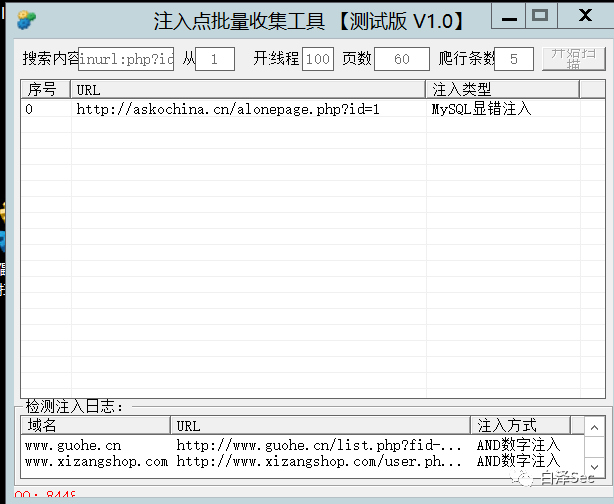 注入点批量收集工具 【测试版 V1.0】
搜索内容 inurl:php?id 从 1 开线程 100 页数 60 爬行条数 5 开始扫描
序号 URL 注入类型
0 http://askochina.cn/alonepage.php?id=1 MySQL显错注入
检测注入日志：
域名 URL 注入方式
www.guohe.cn http://www.guohe.cn/list.php?fid-... AND数字注入
www.xizangshop.com http://www.xizangshop.com/user.ph... AND数字注入
白泽Sec